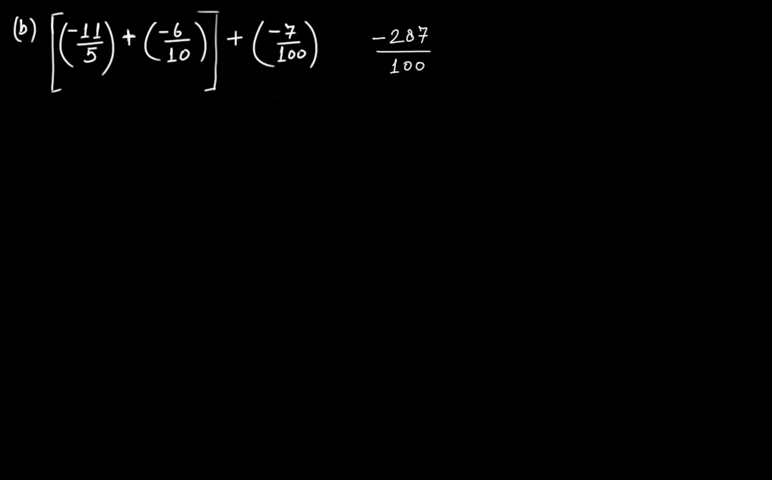 (b) [(-11/5) + (-6/10)] + (-7/100) -287/100